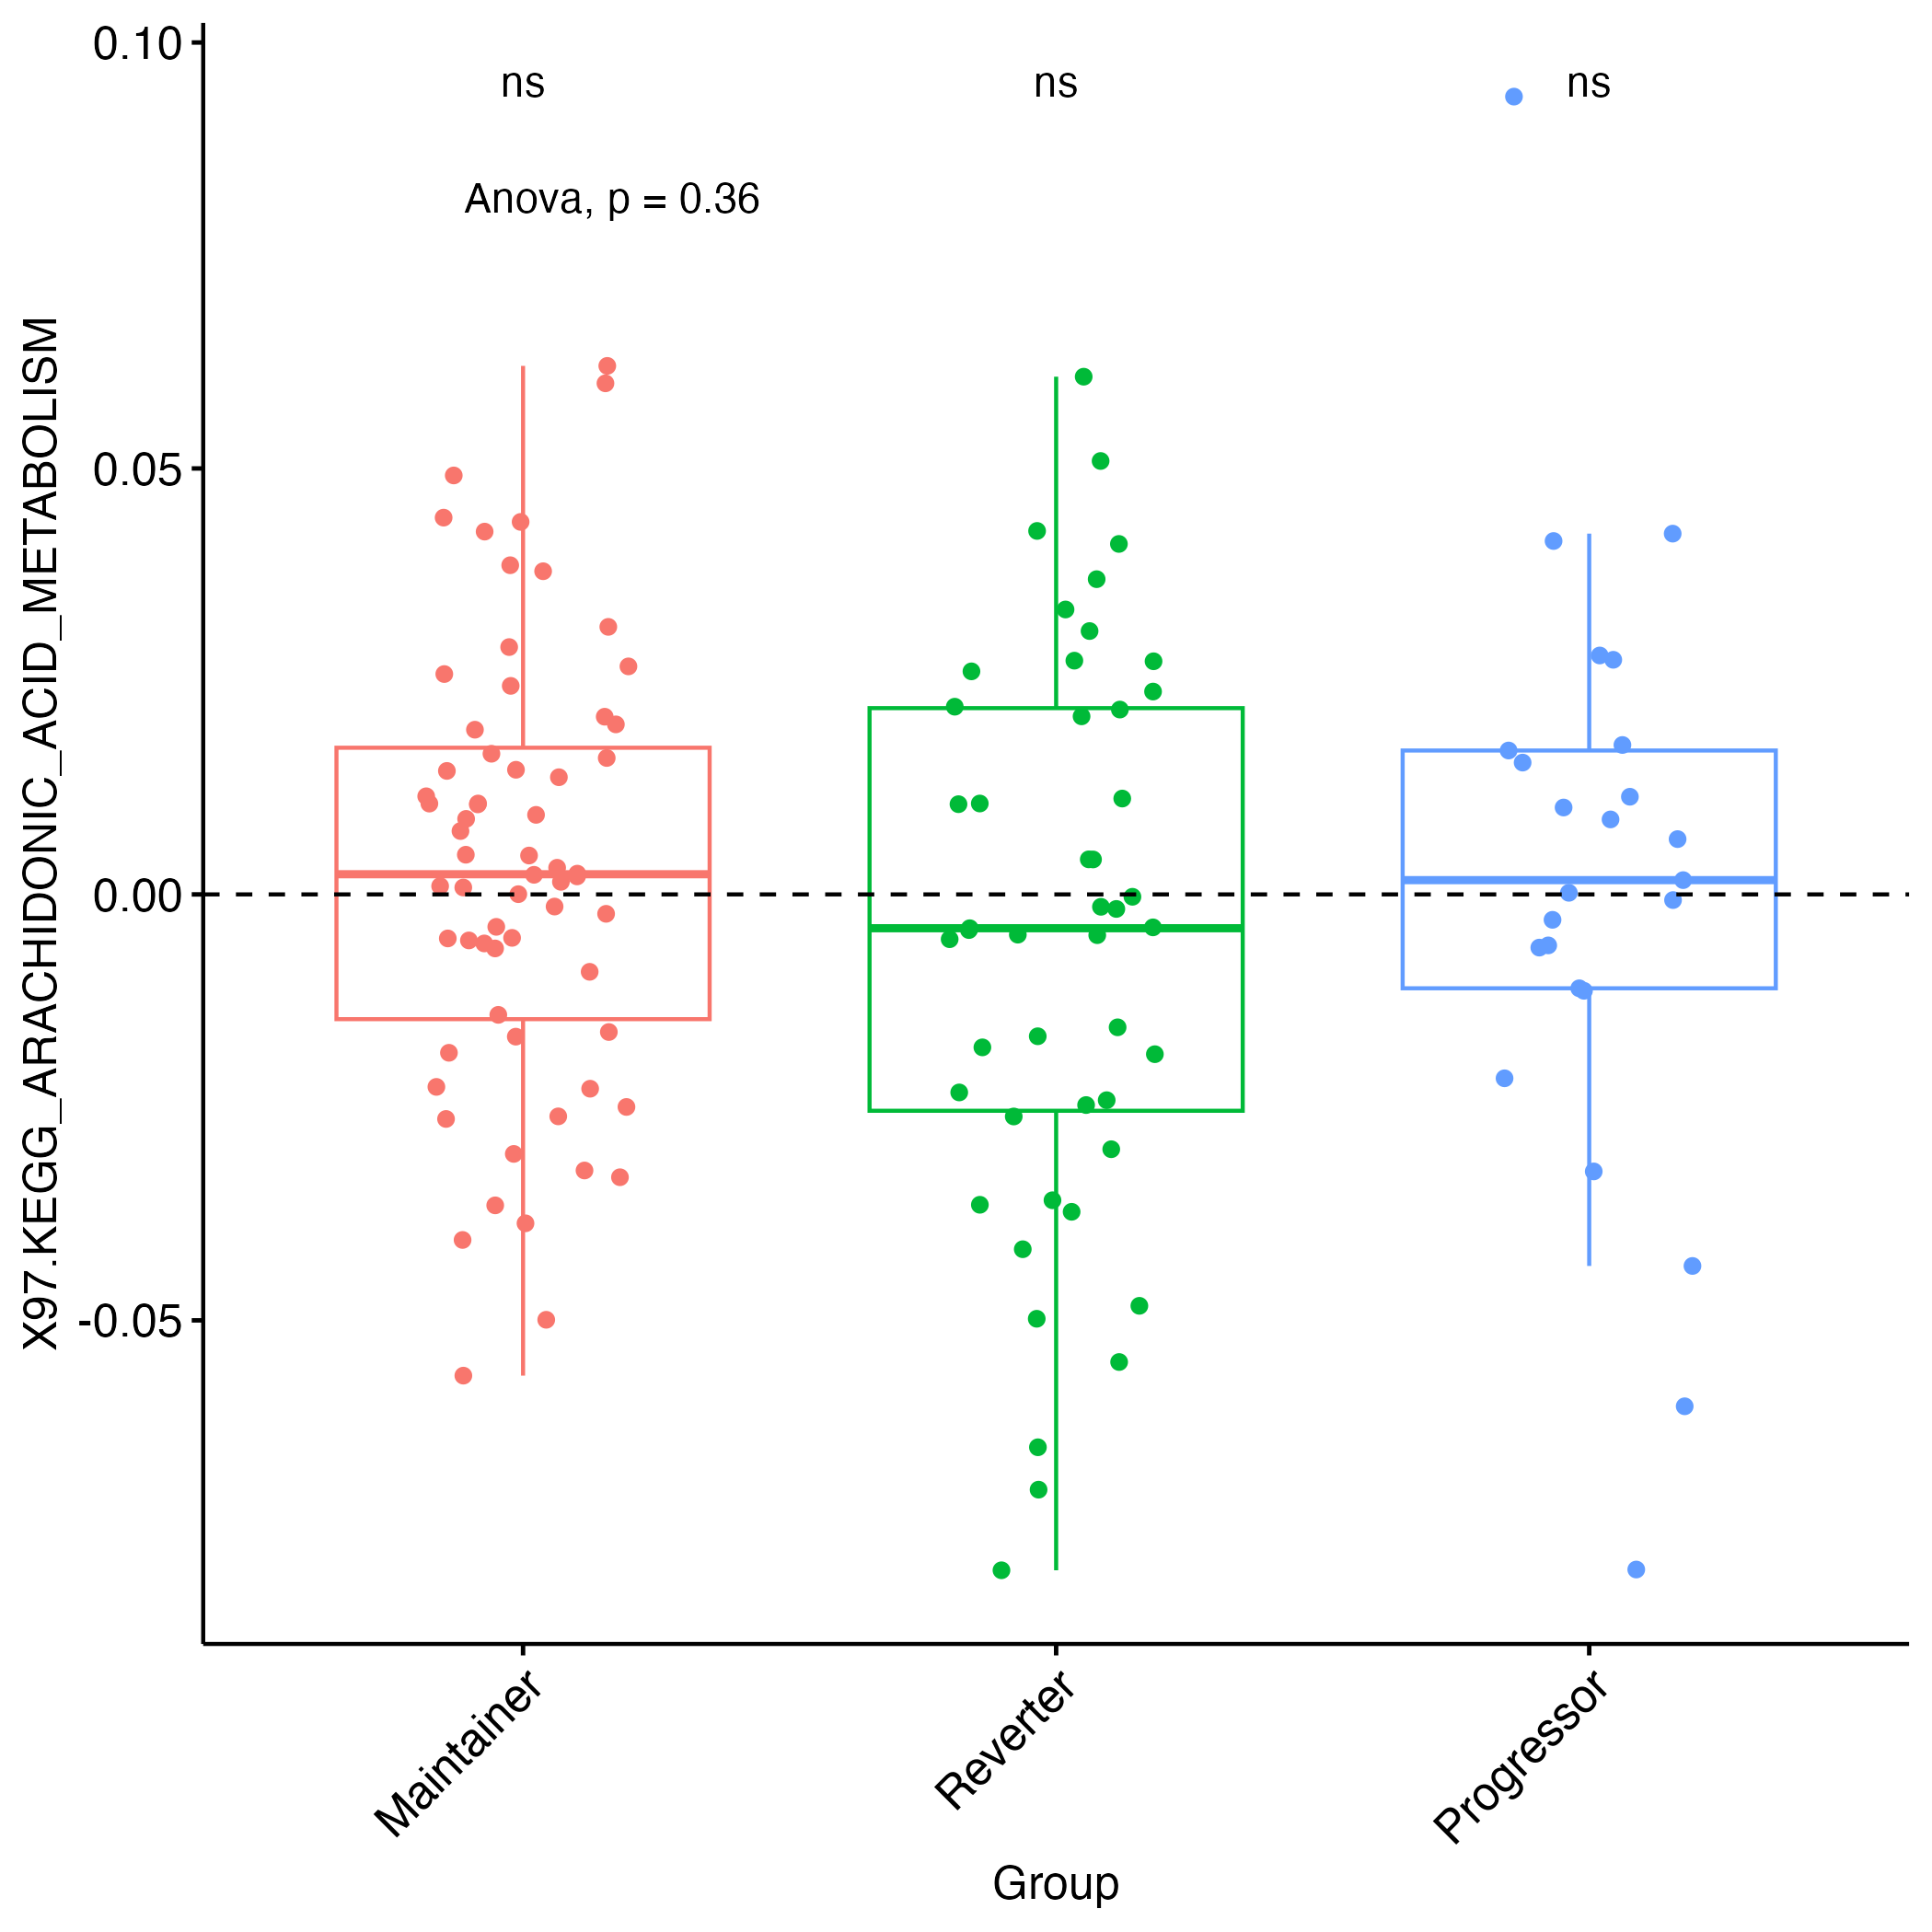 0.10
ns
ns
ns
Anova, p = 0.36
0.05
0.00
-0.05
X97.KEGG_ARACHIDONIC_ACID_METABOLISM
Maintainer
Reverter
Progressor
Group